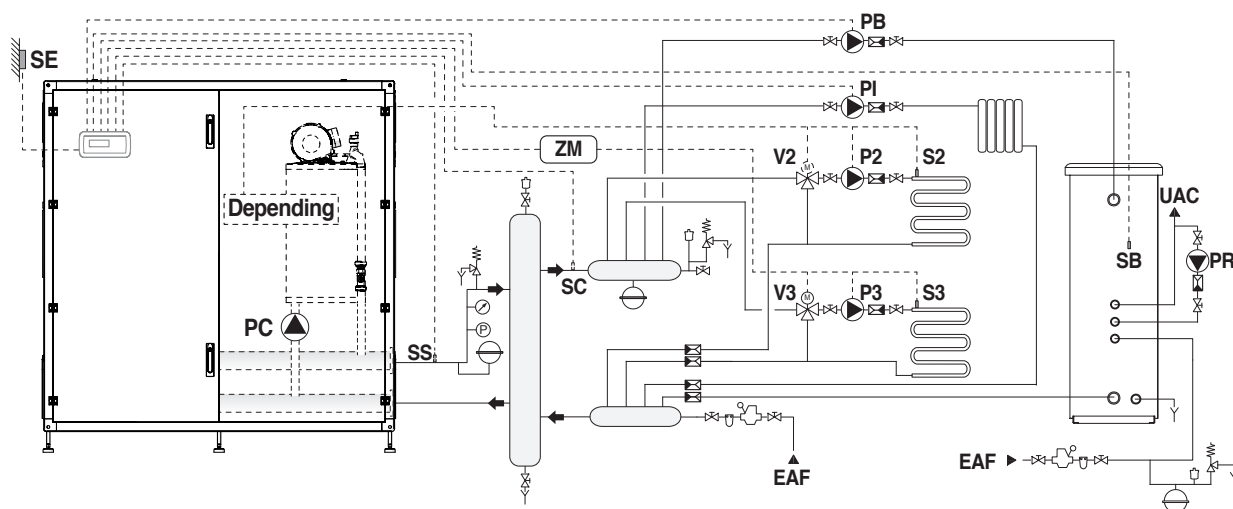 PB
SE
PI
ZM
V2
P2
S2
Depending
UAC
SB
PR
SC
V3
P3
S3
PC
SS
P
M
M
EAF
EAF